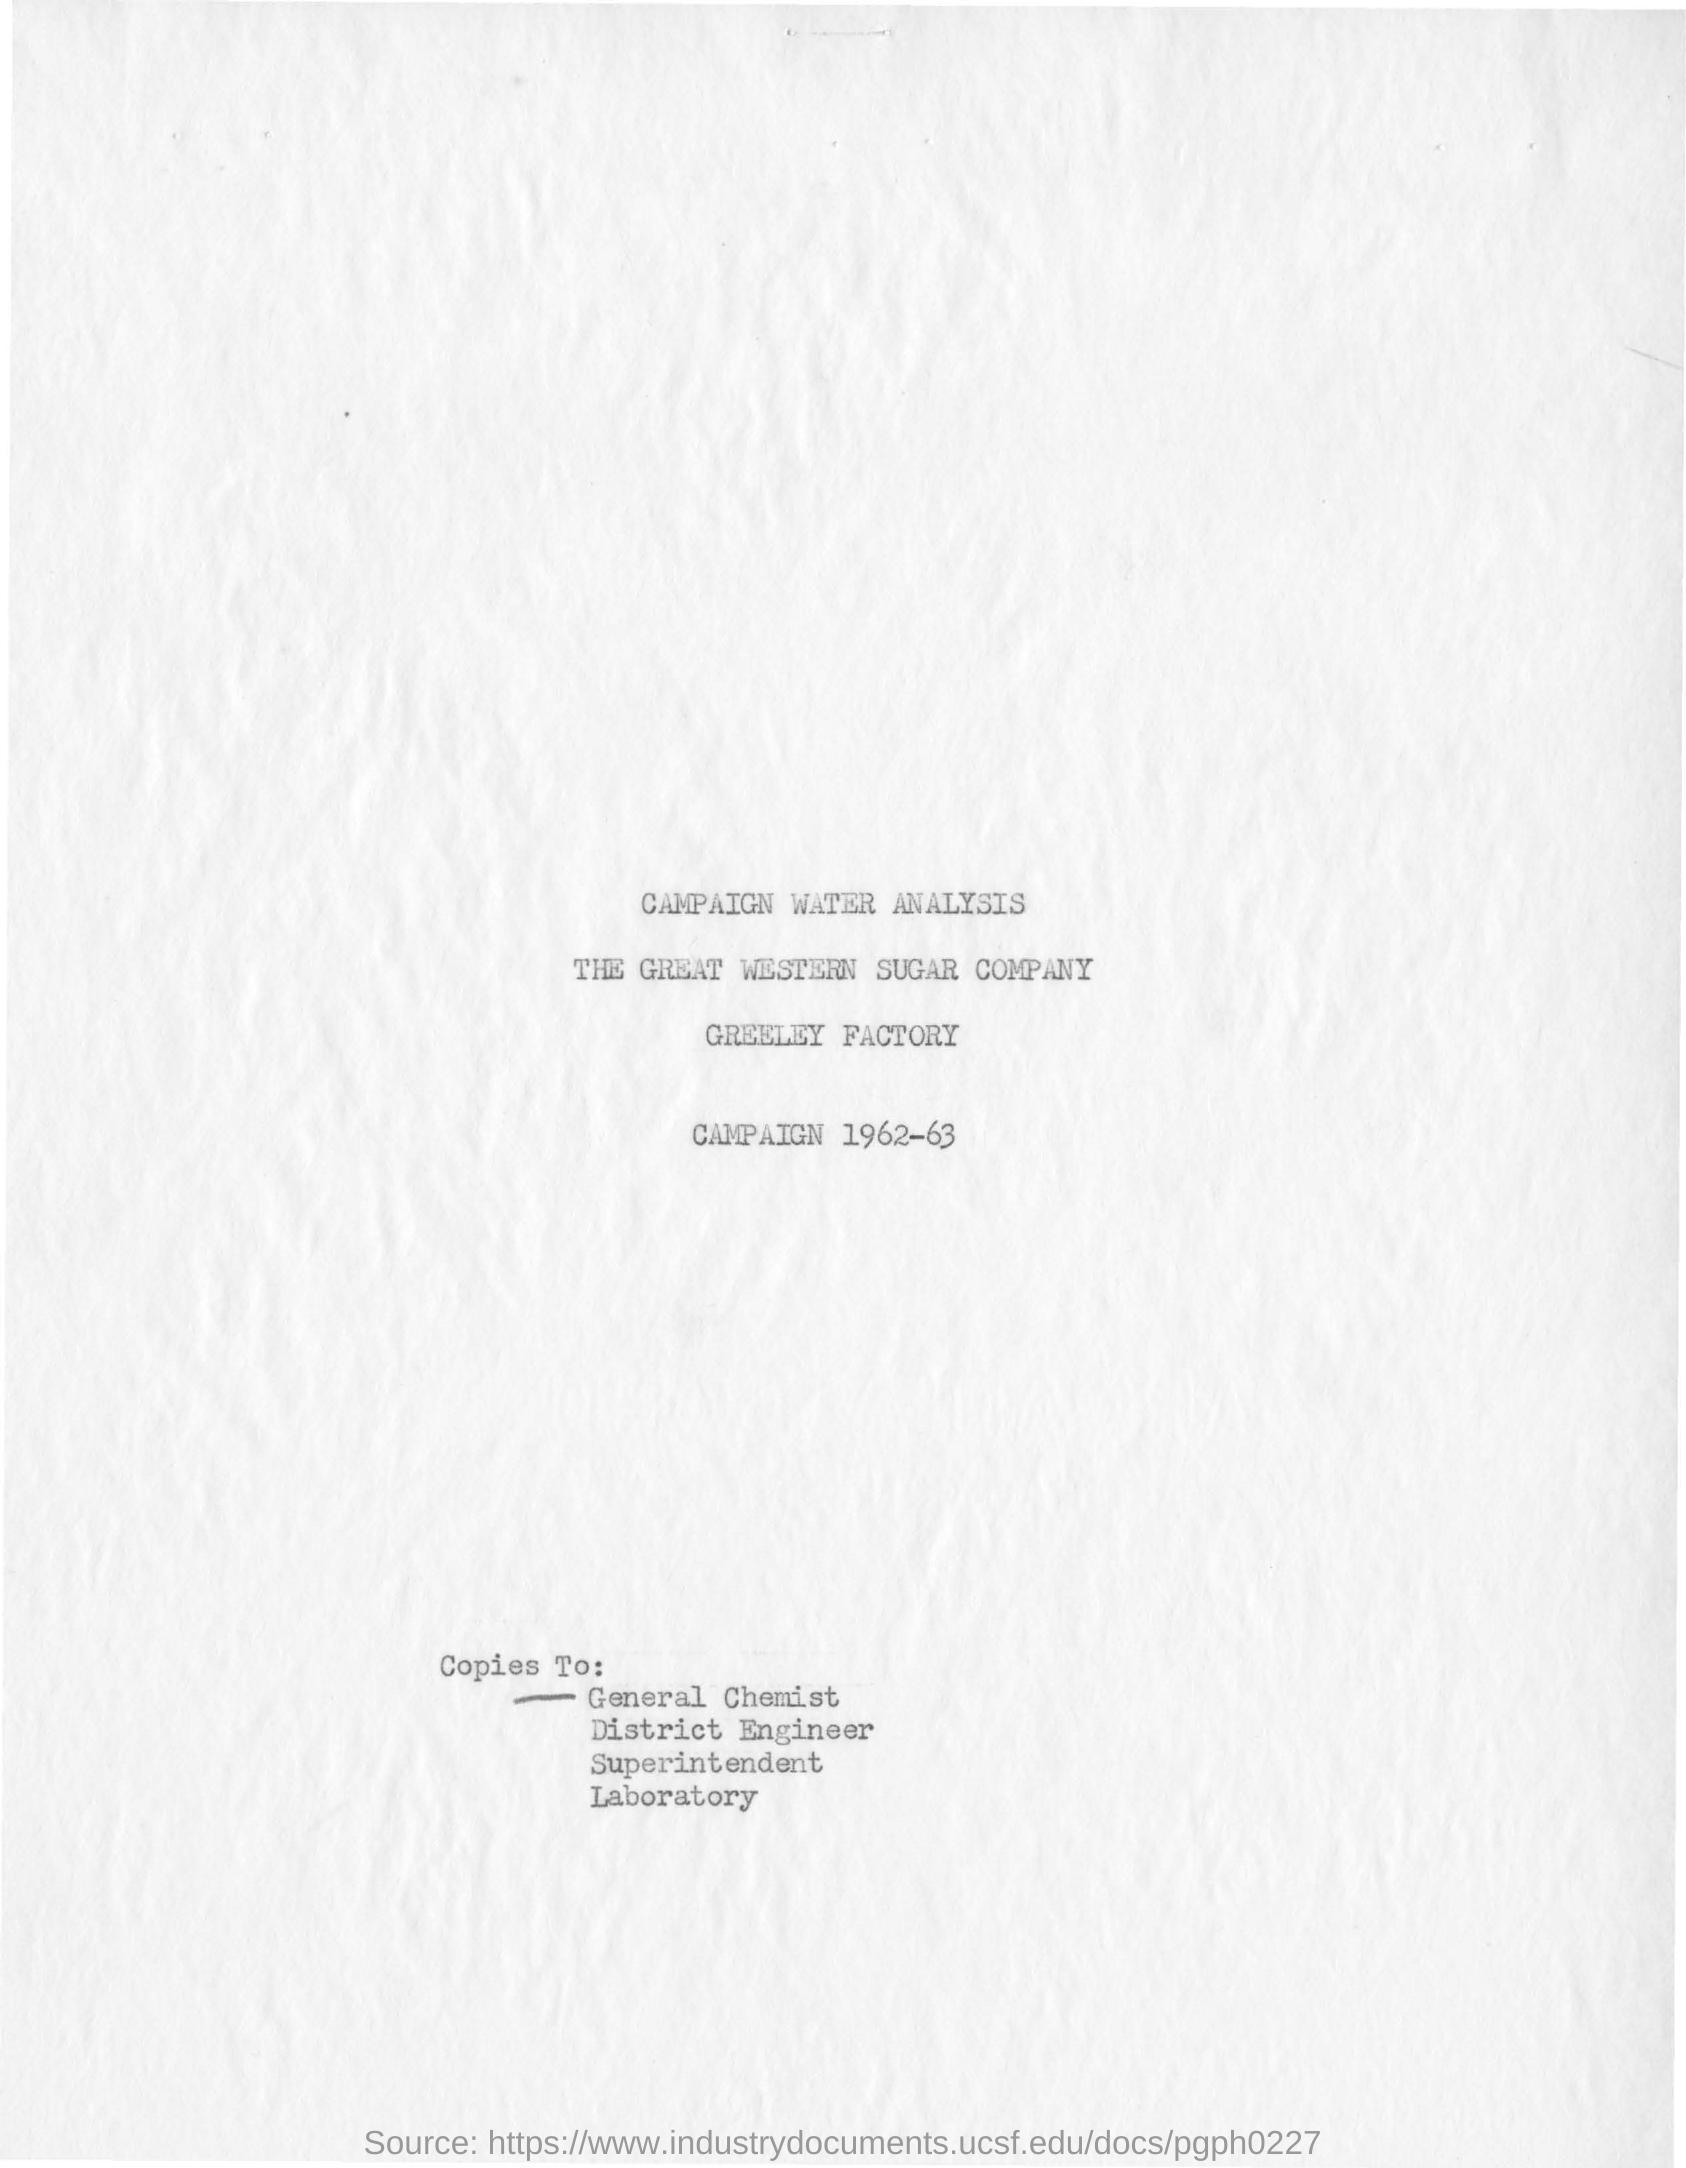 CAMPAIGN WATER ANALYSIS
THE GREAT WESTERN SUGAR COMPANY
GREELEY FACTORY
CAMPAIGN 1962-63
Copies To:
General Chemist
District Engineer
Superintendent
Laboratory
Source: https://www.industrydocuments.ucsf.edu/docs/pgph0227